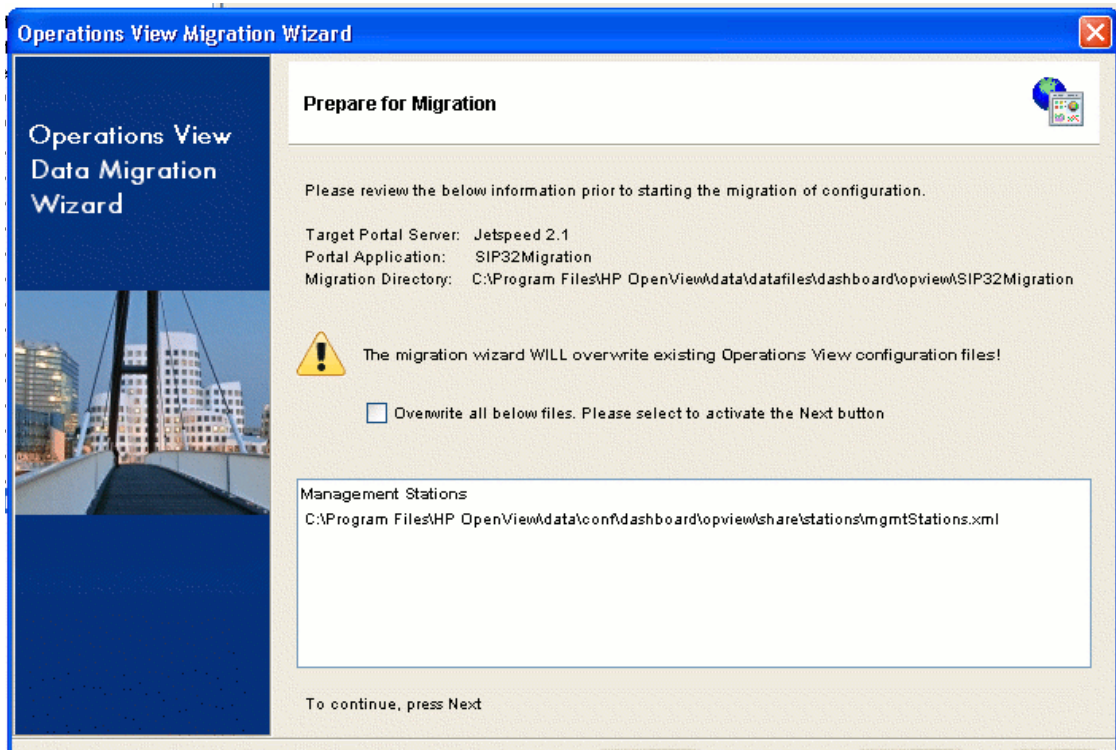 Operations View Migration Wizard
Operations View
Data Migration
Wizard
Prepare for Migration
Please review the below information prior to starting the migration of configuration.
Target Portal Server: Jetspeed 2.1
Portal Application: SIP32Migration
Migration Directory: C:\Program Files\HP OpenView\data\datafiles\dashboard\opview\SIP32Migration
The migration wizard WILL overwrite existing Operations View configuration files!
Overwrite all below files. Please select to activate the Next button
Management Stations
C:\Program Files\HP OpenView\data\conf\dashboard\opview\share\stations\mgmtStations.xml
To continue, press Next